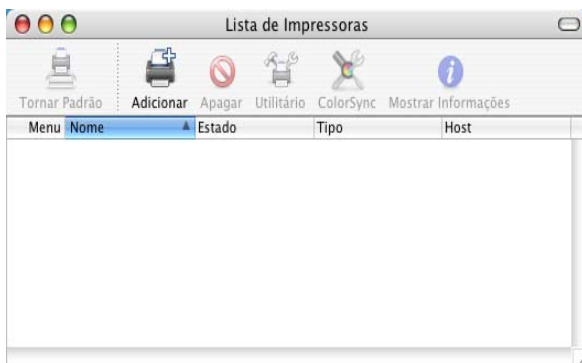 Lista de Impressoras
Tornar Padrão Adicionar Apagar Utilitário ColorSync Mostrar Informações
Menu Nome Estado Tipo Host